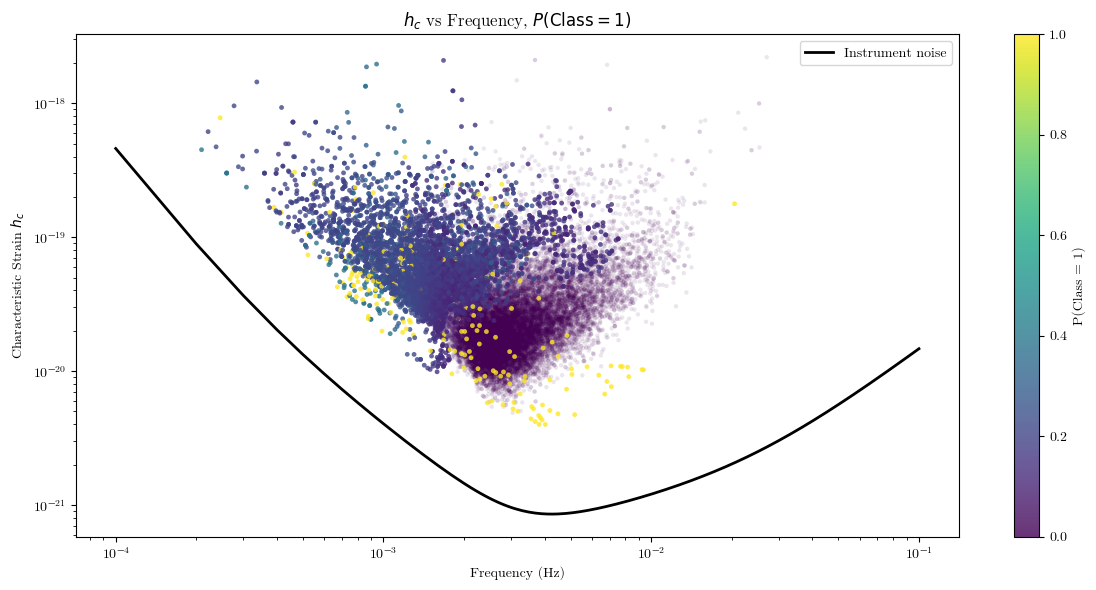 h_c vs Frequency, P(Class = 1)
Instrument noise
Characteristic Strain h_c
10⁻¹⁸
10⁻¹⁹
10⁻²⁰
10⁻²¹
10⁻⁴
10⁻³
10⁻²
10⁻¹
Frequency (Hz)
1.0
0.8
0.6
0.4
0.2
0.0
P(Class = 1)